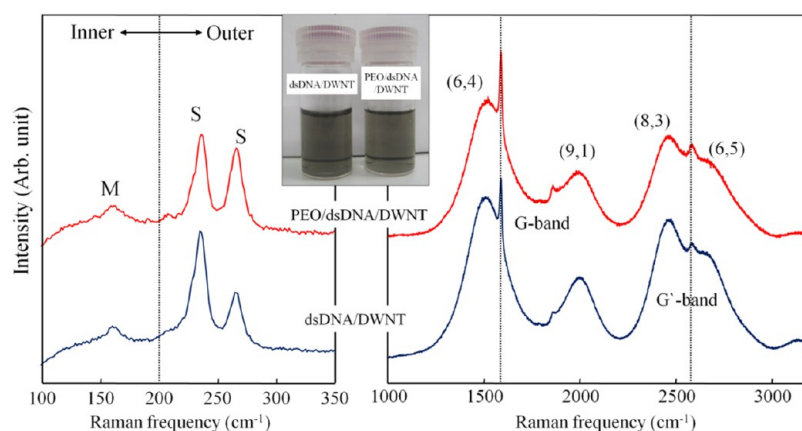 Inner
Outer
dsDNA/DWNT
PEO/dsDNA
/DWNT
(6,4)
(8,3)
(6,5)
(9,1)
S
S
M
PEO/dsDNA/DWNT
G-band
dsDNA/DWNT
G`-band
Intensity (Arb. unit)
100
150
200
250
300
350
1000
1500
2000
2500
3000
Raman frequency (cm-1)
Raman frequency (cm-1)